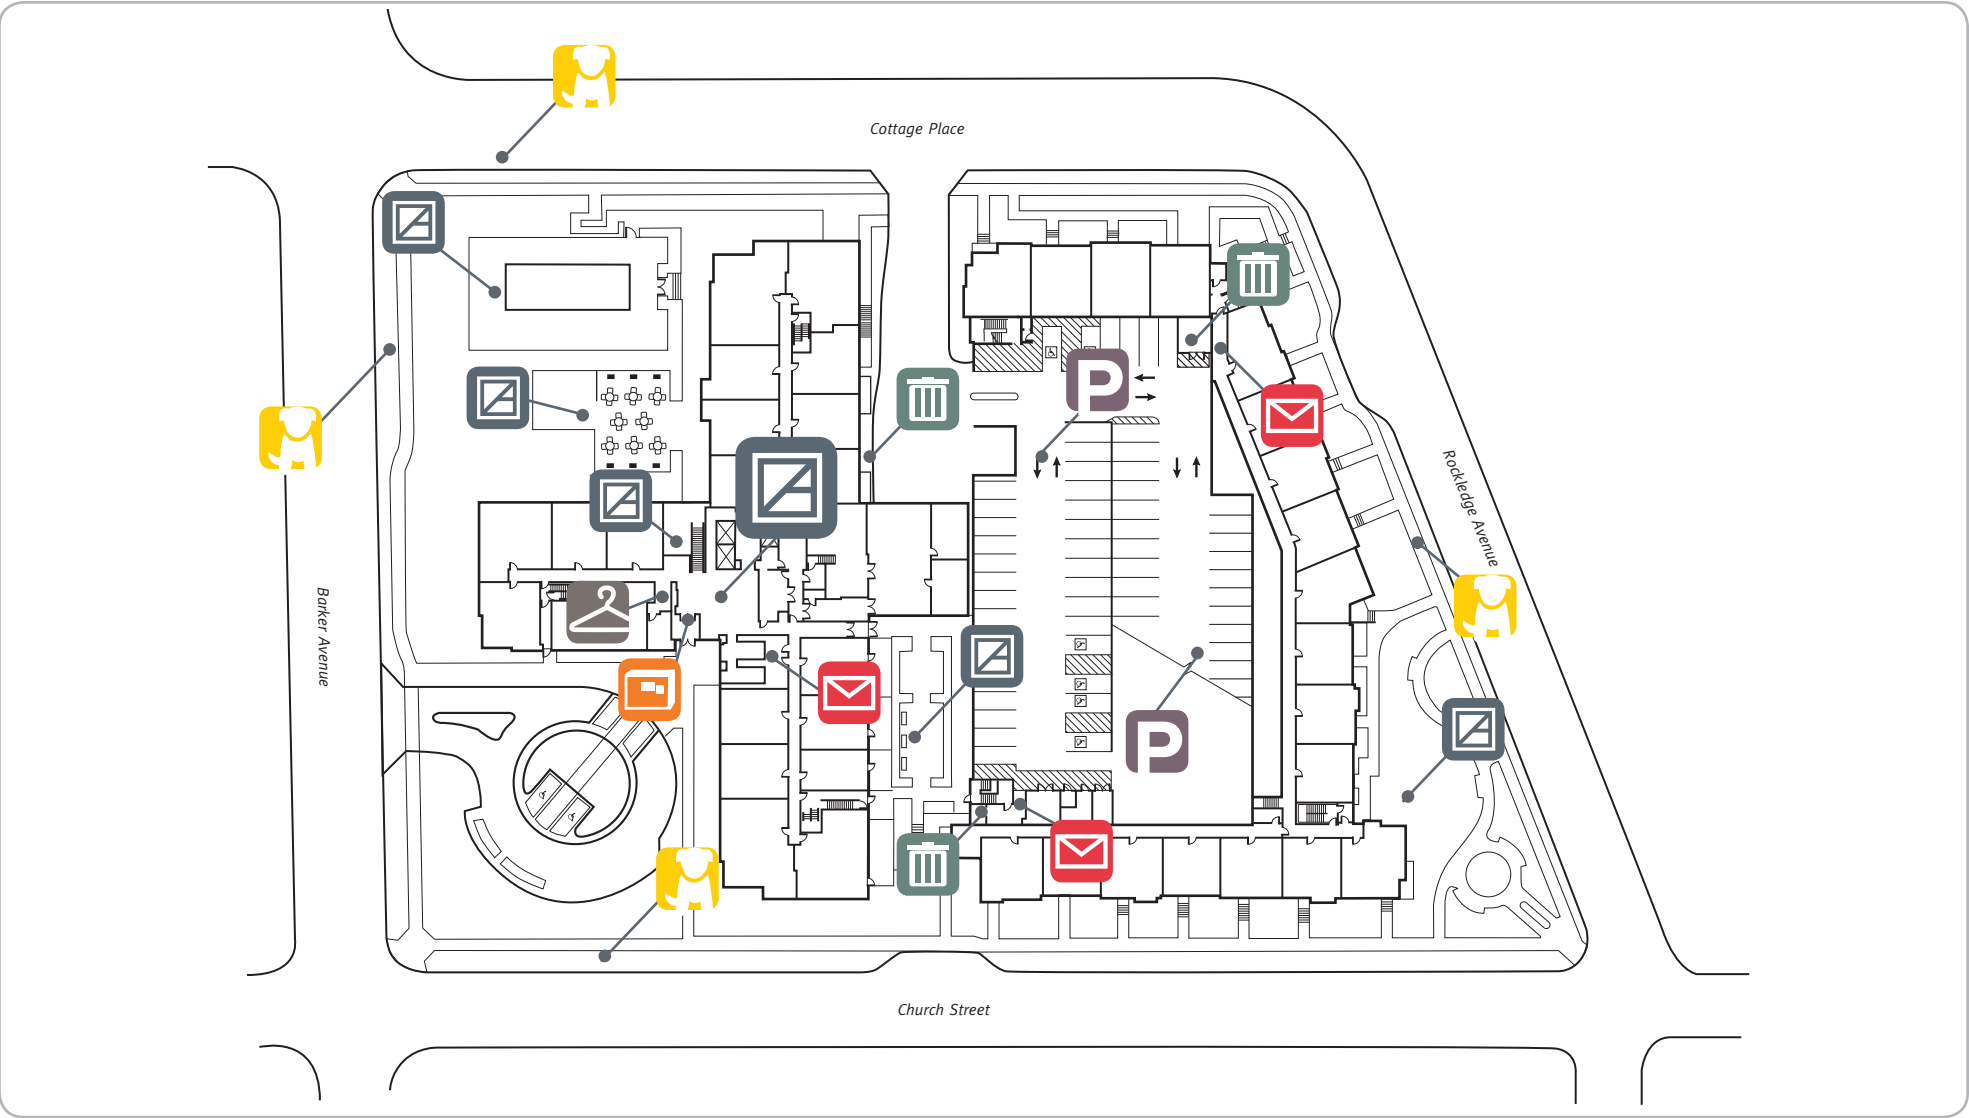 Cottage Place
P
Rockledge Avenue
Barker Avenue
P
Church Street